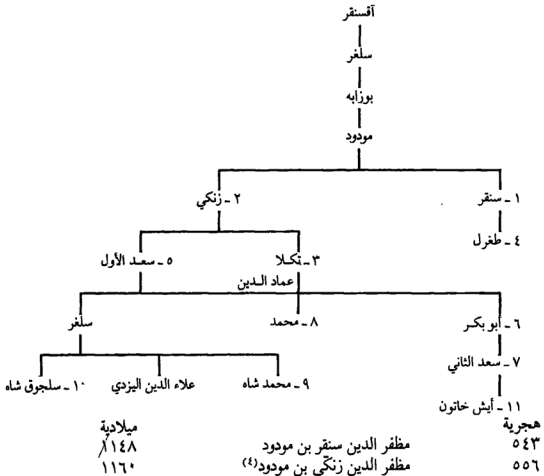 آقسنقر
سلغر
بوزابه
مودود
١ ـ سنقر ٢ ـ زنكي
٤ ـ طغرل
٣ ـ تكلا ٥ ـ سعد الأول
عماد الدين
٦ ـ أبو بكر ٨ ـ محمد سلغر
٧ ـ سعد الثاني
٩ ـ محمد شاه علاء الدين اليزدي ١٠ ـ سلجوق شاه
١١ ـ أيش خاتون
هجرية ميلادية
٥٤٣ مظفر الدين سنقر بن مودود ١١٤٨
٥٥٦ مظفر الدين زنكّي بن مودود(٤) ١١٦٠